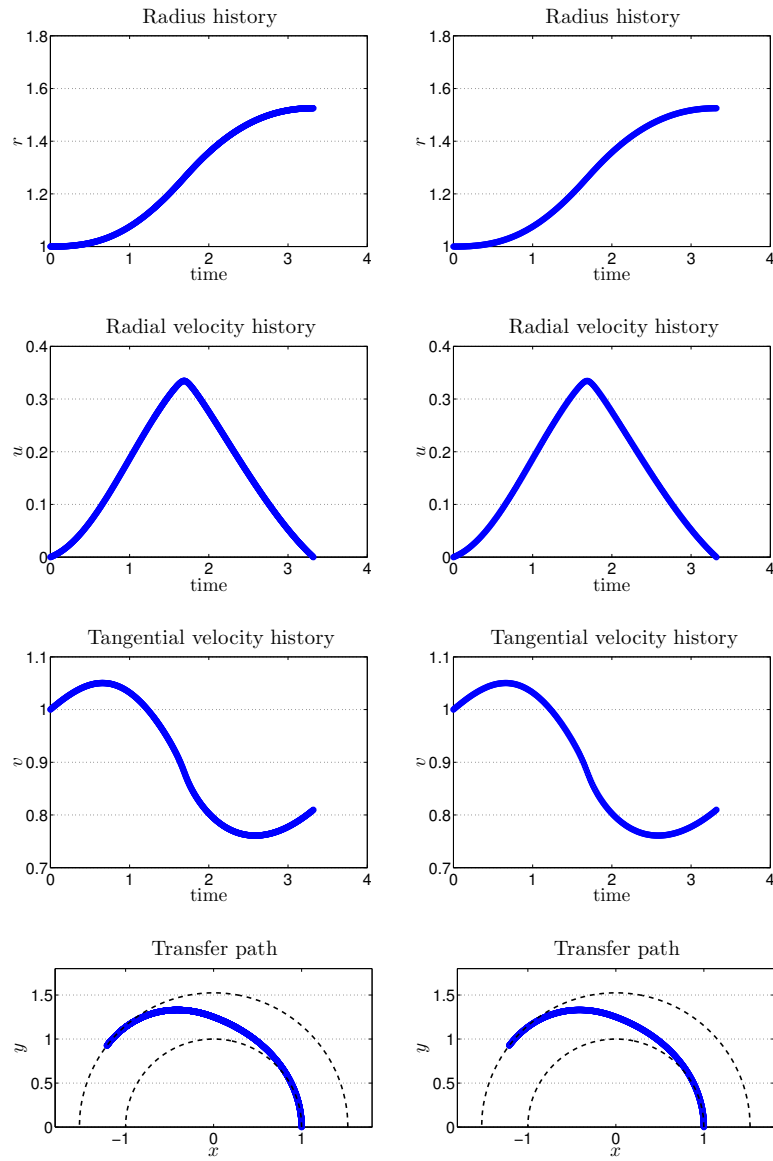 Radius history Radius history
1.8 1.8
1.6 1.6
r 1.4 r 1.4
1.2 1.2
1 1
0 1 2 3 4 0 1 2 3 4
time time
Radial velocity history Radial velocity history
0.4 0.4
0.3 0.3
u 0.2 u 0.2
0.1 0.1
0 0
0 1 2 3 4 0 1 2 3 4
time time
Tangential velocity history Tangential velocity history
1.1 1.1
1 1
v 0.9 v 0.9
0.8 0.8
0.7 0.7
0 1 2 3 4 0 1 2 3 4
time time
Transfer path Transfer path
1.5 1.5
y 1 y 1
0.5 0.5
0 0
−1 0 1 −1 0 1
x x